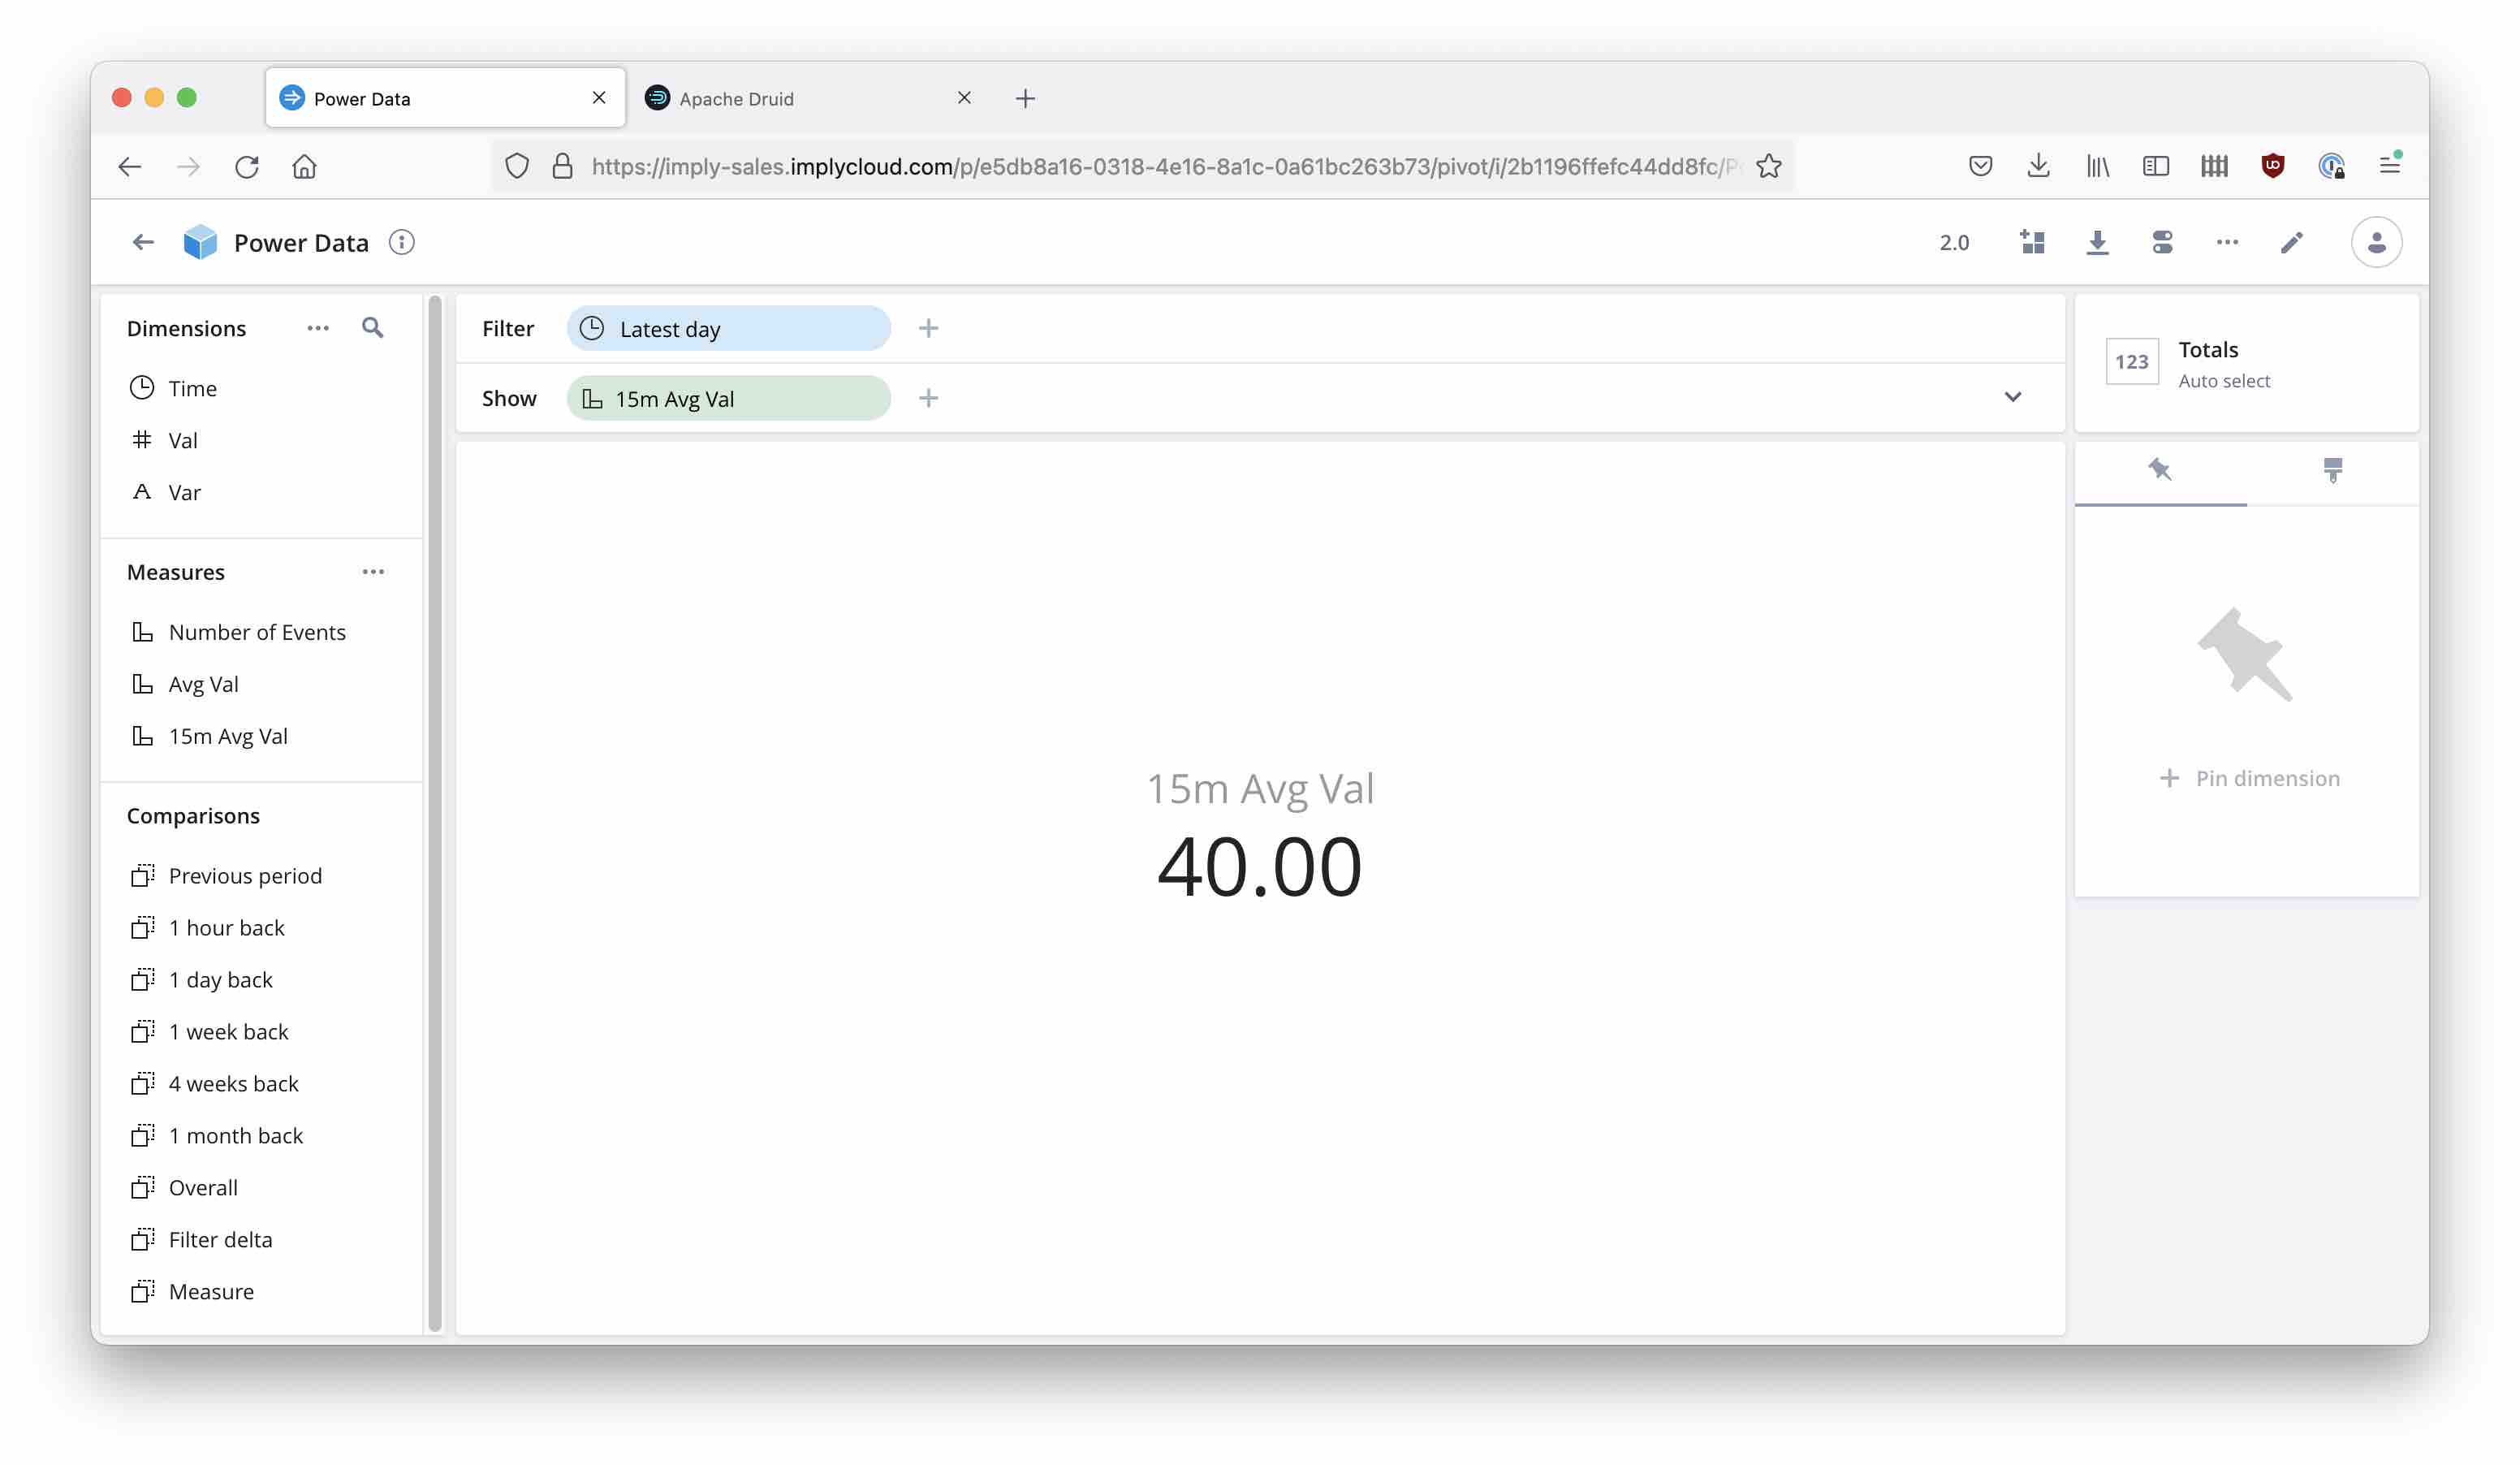 Power Data
Apache Druid
https://imply-sales.implycloud.com/p/e5db8a16-0318-4e16-8a1c-0a61bc263b73/pivot/i/2b1196ffefc44dd8fc/P
Power Data
2.0
Dimensions
Time
Val
Var
Measures
Number of Events
Avg Val
15m Avg Val
Comparisons
Previous period
1 hour back
1 day back
1 week back
4 weeks back
1 month back
Overall
Filter delta
Measure
Filter
Latest day
Show
15m Avg Val
15m Avg Val
40.00
123
Totals
Auto select
Pin dimension